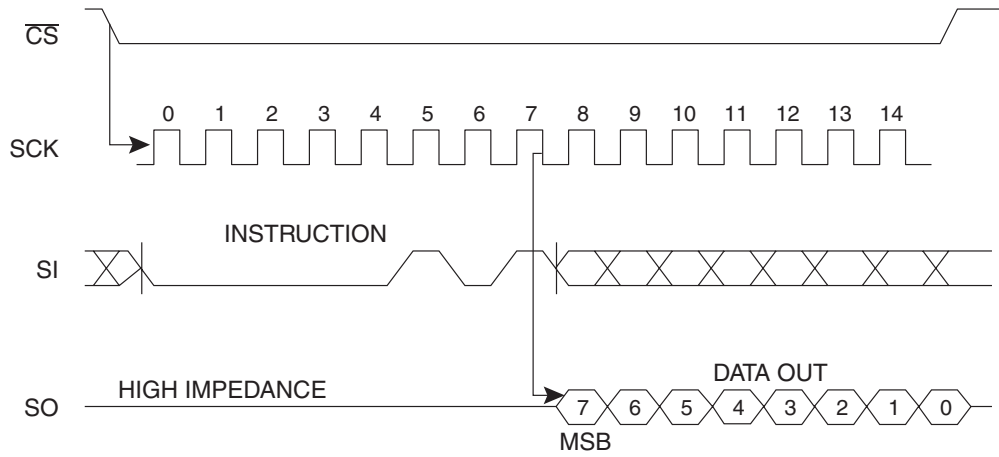 CS
0 1 2 3 4 5 6 7 8 9 10 11 12 13 14
SCK
INSTRUCTION
SI
HIGH IMPEDANCE
DATA OUT
SO
7 6 5 4 3 2 1 0
MSB